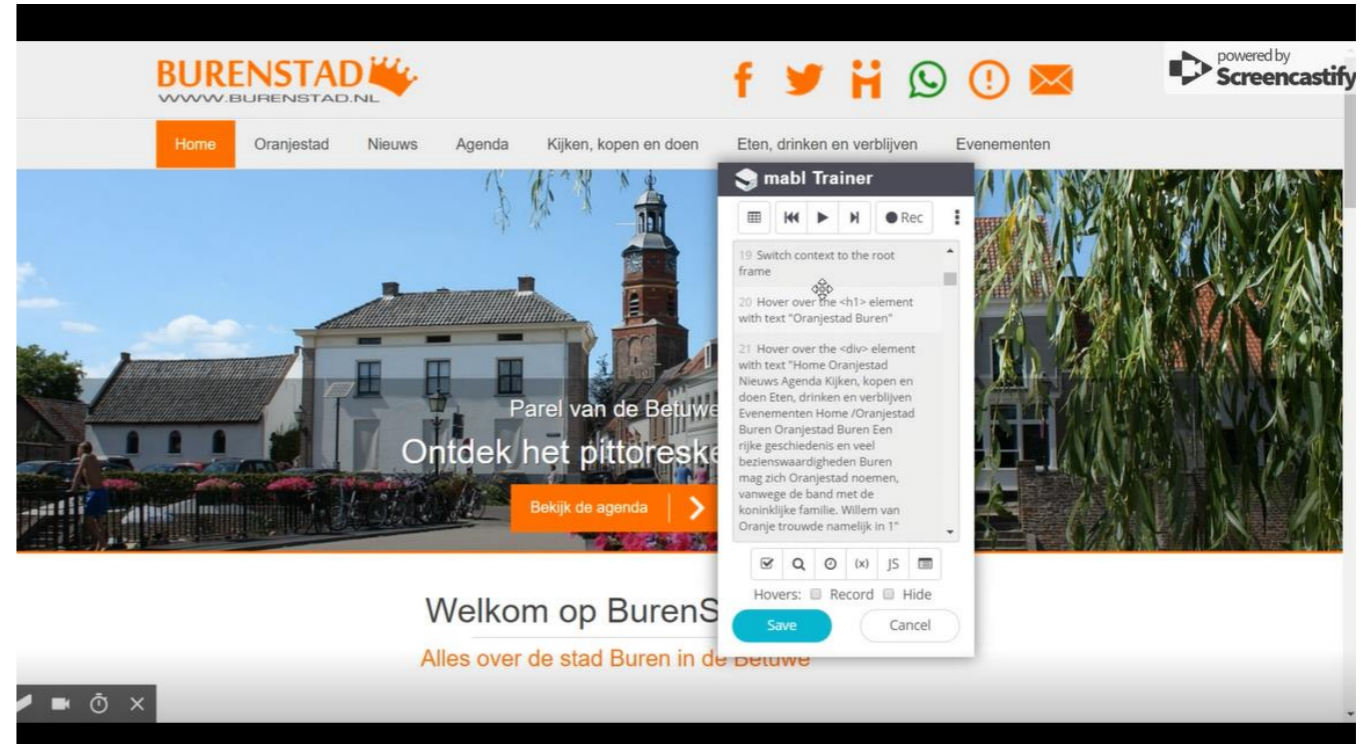 BURENSTAD
WWW.BURENSTAD.NL
powered by
Screencastify
Home Oranjestad Nieuws Agenda Kijken, kopen en doen Eten, drinken en verblijven Evenementen
mabl Trainer
Rec
19 Switch context to the root
frame
20 Hover over the <h1> element
with text "Oranjestad Buren"
21 Hover over the <div> element
with text "Home Oranjestad
Nieuws Agenda Kijken, kopen en
doen Eten, drinken en verblijven
Evenementen Home /Oranjestad
Buren Oranjestad Buren Een
rijke geschiedenis en veel
bezienswaardigheden Buren
mag zich Oranjestad noemen,
vanwege de band met de
koninklijke familie. Willem van
Oranje trouwde namelijk in 1"
(x) JS
Hovers: Record Hide
Save Cancel
Parel van de Betuwe
Ontdek het pittoreske
Bekijk de agenda
Welkom op BurenS
Alles over de stad Buren in de Betuwe